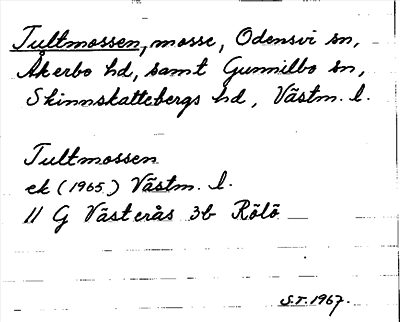 Tultmossen, mosse, Odensvi sn,
Åkerbo hd, samt Gunnilbo sn,
Skinnskattebergs hd, Västm. l.
Tultmossen
ek (1965) Västm. l.
11 G Västerås 3b Rölö
S.T. 1967.